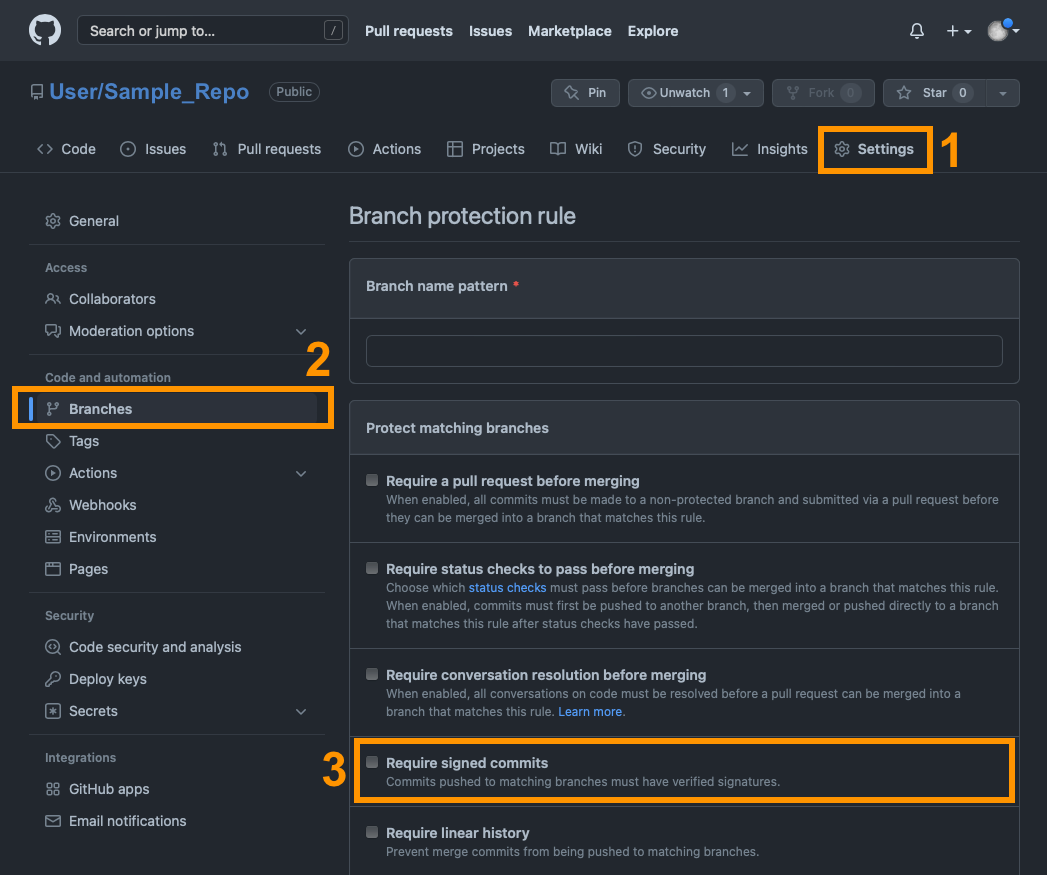 Search or jump to... /
Pull requests Issues Marketplace Explore
User/Sample_Repo Public
Pin Unwatch 1 Fork 0 Star 0
Code Issues Pull requests Actions Projects Wiki Security Insights Settings 1
General
Access
Collaborators
Moderation options
2
Code and automation
Branches
Tags
Actions
Webhooks
Environments
Pages
Security
Code security and analysis
Deploy keys
Secrets
Integrations
GitHub apps
Email notifications
Branch protection rule
Branch name pattern *
Protect matching branches
Require a pull request before merging
When enabled, all commits must be made to a non-protected branch and submitted via a pull request before
they can be merged into a branch that matches this rule.
Require status checks to pass before merging
Choose which status checks must pass before branches can be merged into a branch that matches this rule.
When enabled, commits must first be pushed to another branch, then merged or pushed directly to a branch
that matches this rule after status checks have passed.
Require conversation resolution before merging
When enabled, all conversations on code must be resolved before a pull request can be merged into a
branch that matches this rule. Learn more.
3
Require signed commits
Commits pushed to matching branches must have verified signatures.
Require linear history
Prevent merge commits from being pushed to matching branches.